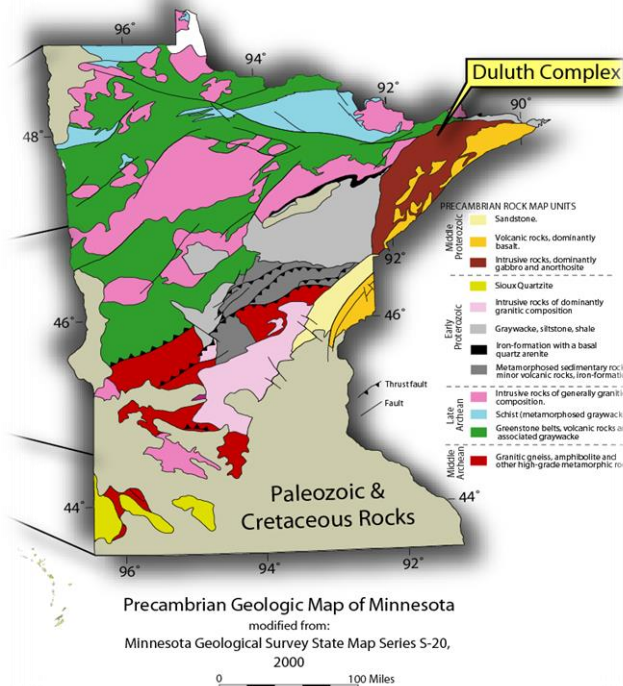 96°
94°
92°
90°
Duluth Complex
48°
PRECAMBRIAN ROCK MAP UNITS
Middle
Proterozoic
Sandstone.
Volcanic rocks, dominantly
basalt.
Intrusive rocks, dominantly
gabbro and anorthosite
92°
Early
Proterozoic
Sioux Quartzite
Intrusive rocks of dominantly
granitic composition
Graywacke, siltstone, shale
Iron-formation with a basal
quartz arenite
Metamorphosed sedimentary
minor volcanic rocks,
46°
46°
Thrust fault
Fault
Late
Archean
Intrusive rocks of generally
composition.
Schist (metamorphosed
Greenstone belts, volcanic rocks
associated graywacke
Middle
Archean
Granitic gneiss, amphibolite and
other high-grade metamorphic
Paleozoic &
Cretaceous Rocks
44°
44°
96°
94°
92°
Precambrian Geologic Map of Minnesota
modified from:
Minnesota Geological Survey State Map Series S-20,
2000
0 100 Miles